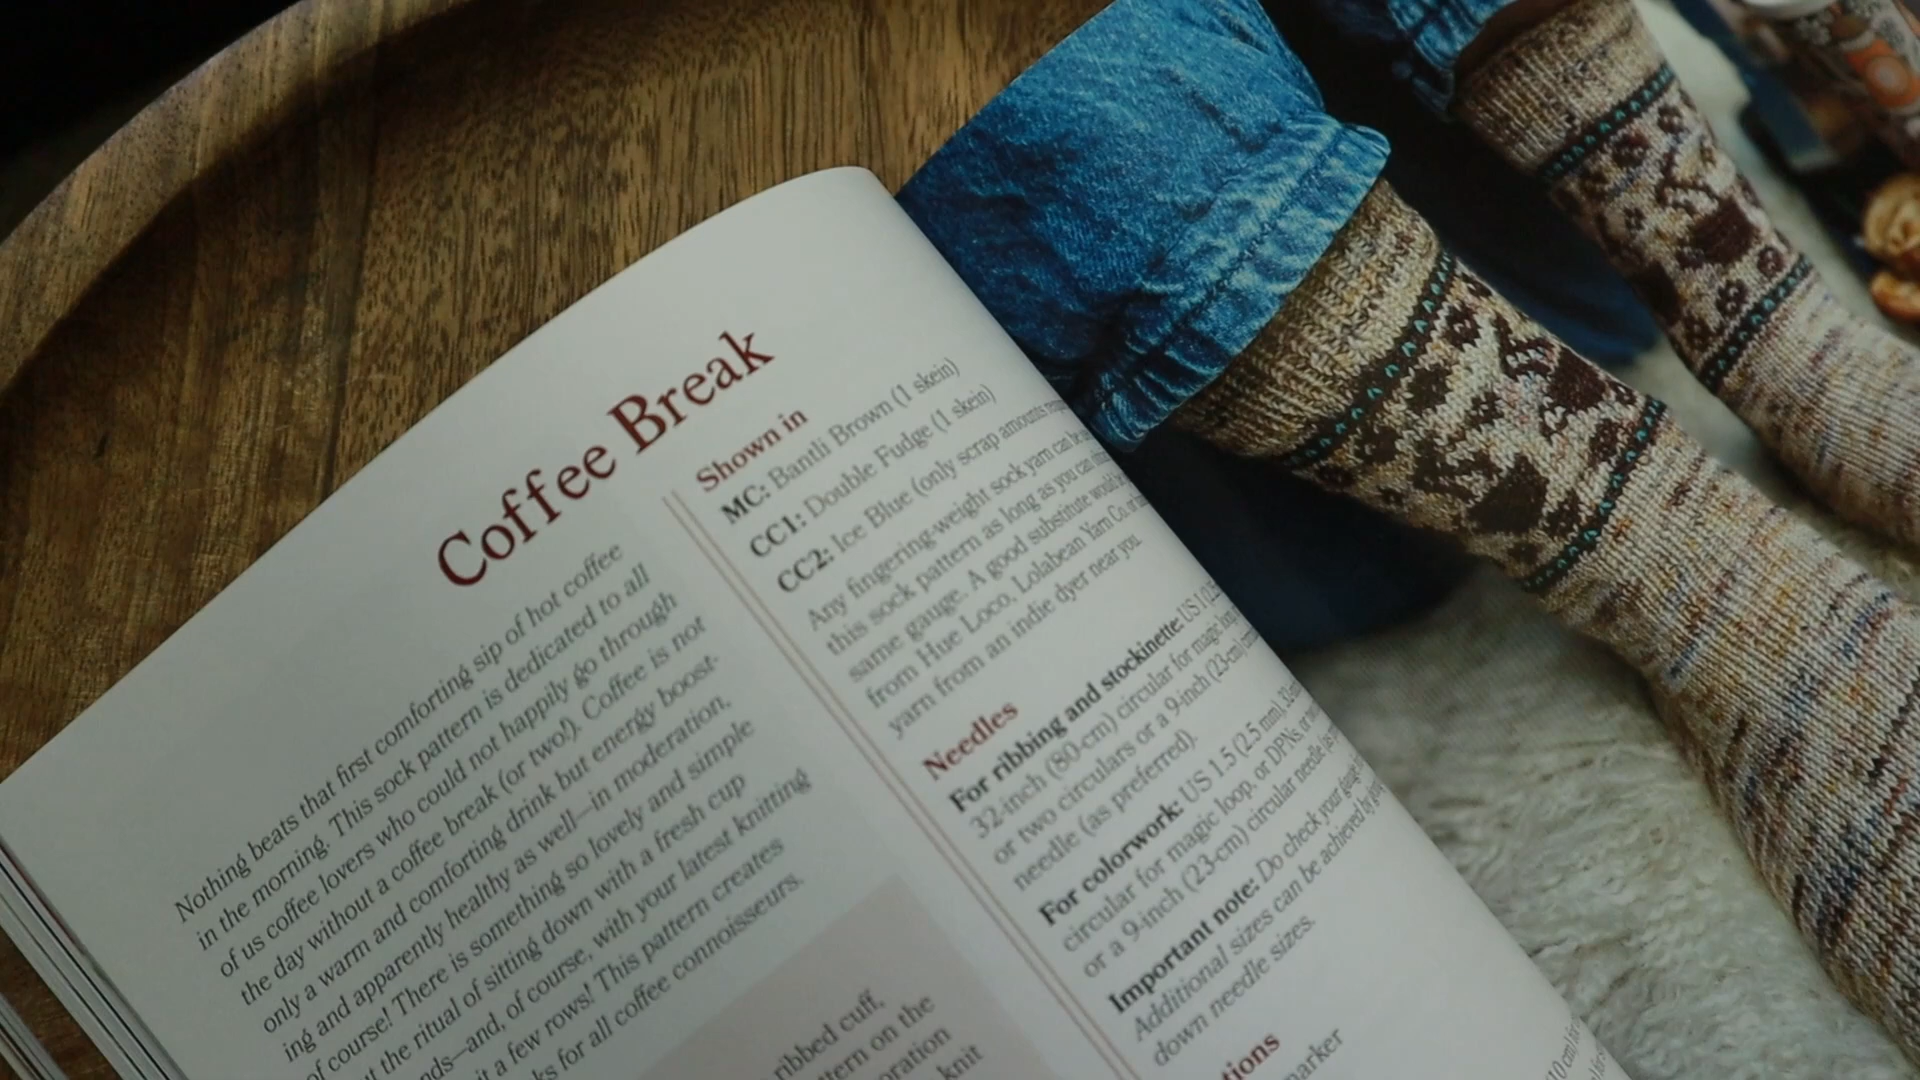 Coffee Break
Nothing beats that first comforting sip of hot coffee
in the morning. This sock pattern is dedicated to all
of us coffee lovers who could not happily go through
the day without a coffee break (or two!). Coffee is not
only a warm and comforting drink but energy boost-
ing and apparently healthy as well—in moderation,
of course! There is something so lovely and simple
the ritual of sitting down with a fresh cup
and, of course, with your latest knitting
a few rows! This pattern creates
for all coffee connoisseurs.
ribbed cuff,
on the
knit
Shown in
MC: Bantli Brown (1 skein)
CC1: Double Fudge (1 skein)
CC2: Ice Blue (only scrap amounts
Any fingering-weight sock yarn can be
this sock pattern as long as you can
same gauge. A good substitute would
from Hue Loco, Lolabean Yarn Co. or
yarn from an indie dyer near you.
Needles
For ribbing and stockinette: US 1
32-inch (80-cm) circular for magic loop
or two circulars or a 9-inch (23-cm)
needle (as preferred).
For colorwork: US 1.5 (2.5 mm), 32
circular for magic loop, or DPNs, or
or a 9-inch (23-cm) circular needle (as
Important note: Do check your gauge
Additional sizes can be achieved by
down needle sizes.
marker